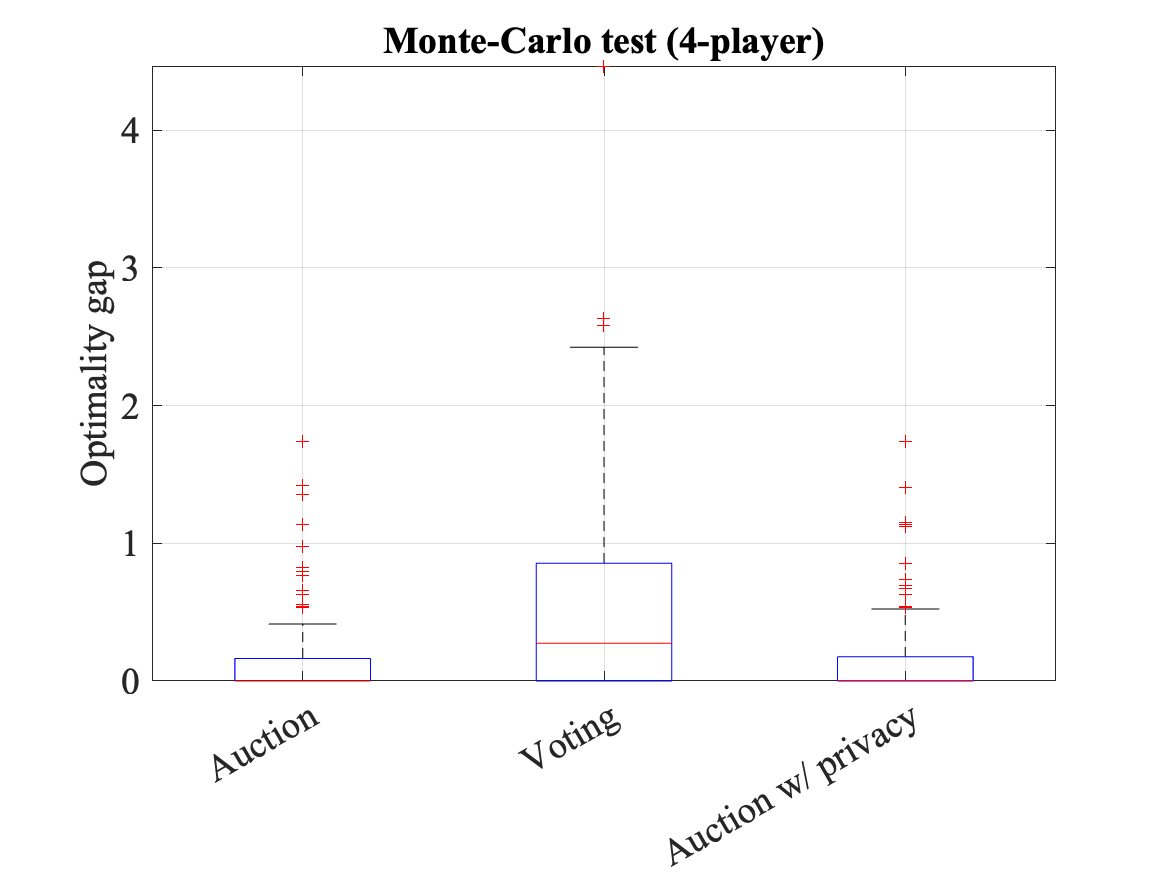 Monte-Carlo test (4-player)
Optimality gap
4
3
2
1
0
Auction
Voting
Auction w/ privacy